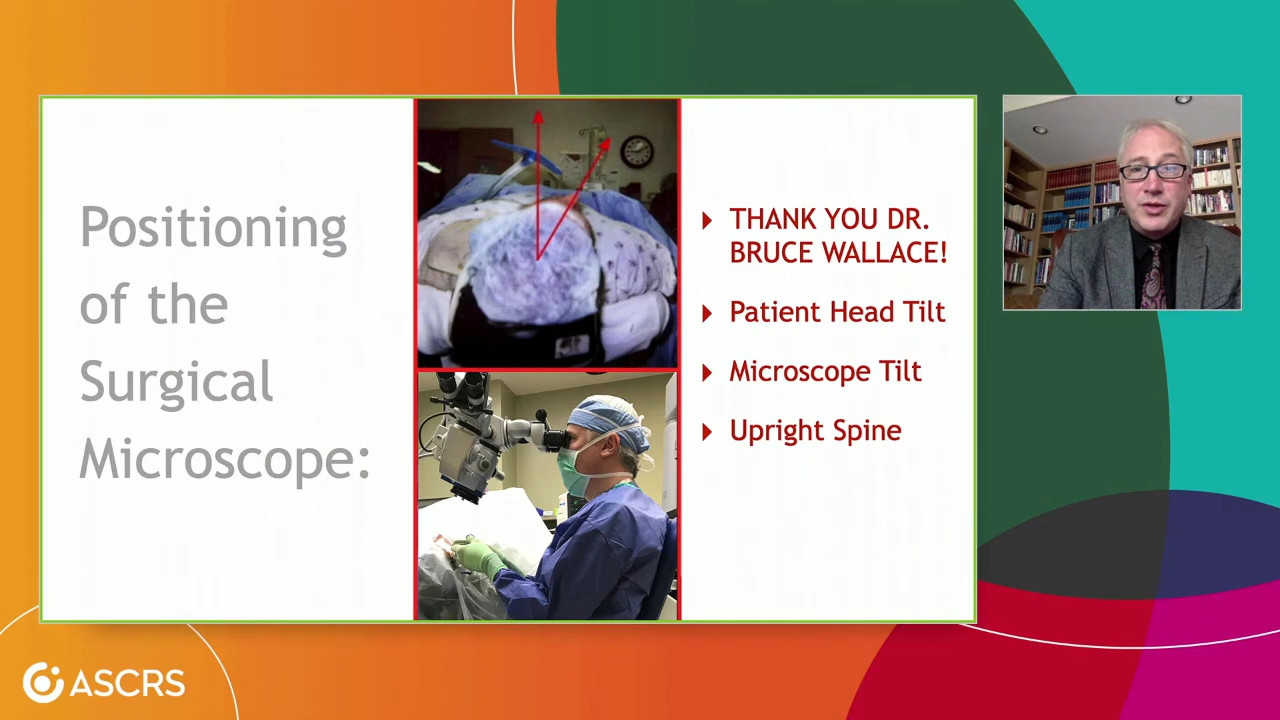 Positioning
of the
Surgical
Microscope:
THANK YOU DR.
BRUCE WALLACE!
Patient Head Tilt
Microscope Tilt
Upright Spine
ASCRS